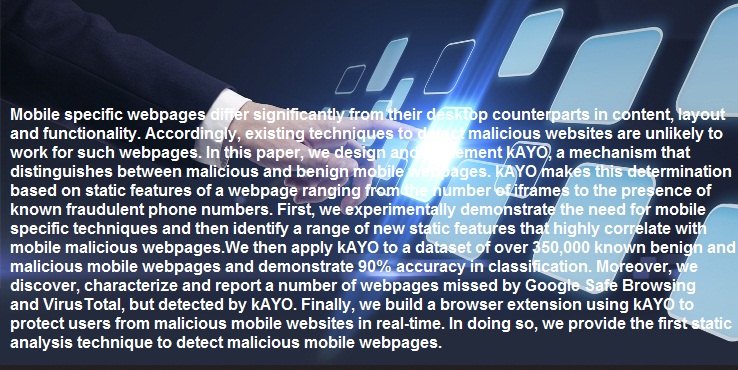 Mobile specific webpages differ significantly from their desktop counterparts in content, layout
and functionality. Accordingly, existing techniques to detect malicious websites are unlikely to
work for such webpages. In this paper, we design and implement kAYO, a mechanism that
distinguishes between malicious and benign mobile webpages. kAYO makes this determination
based on static features of a webpage ranging from the number of iframes to the presence of
known fraudulent phone numbers. First, we experimentally demonstrate the need for mobile
specific techniques and then identify a range of new static features that highly correlate with
mobile malicious webpages.We then apply kAYO to a dataset of over 350,000 known benign and
malicious mobile webpages and demonstrate 90% accuracy in classification. Moreover, we
discover, characterize and report a number of webpages missed by Google Safe Browsing
and VirusTotal, but detected by kAYO. Finally, we build a browser extension using kAYO to
protect users from malicious mobile websites in real-time. In doing so, we provide the first static
analysis technique to detect malicious mobile webpages.